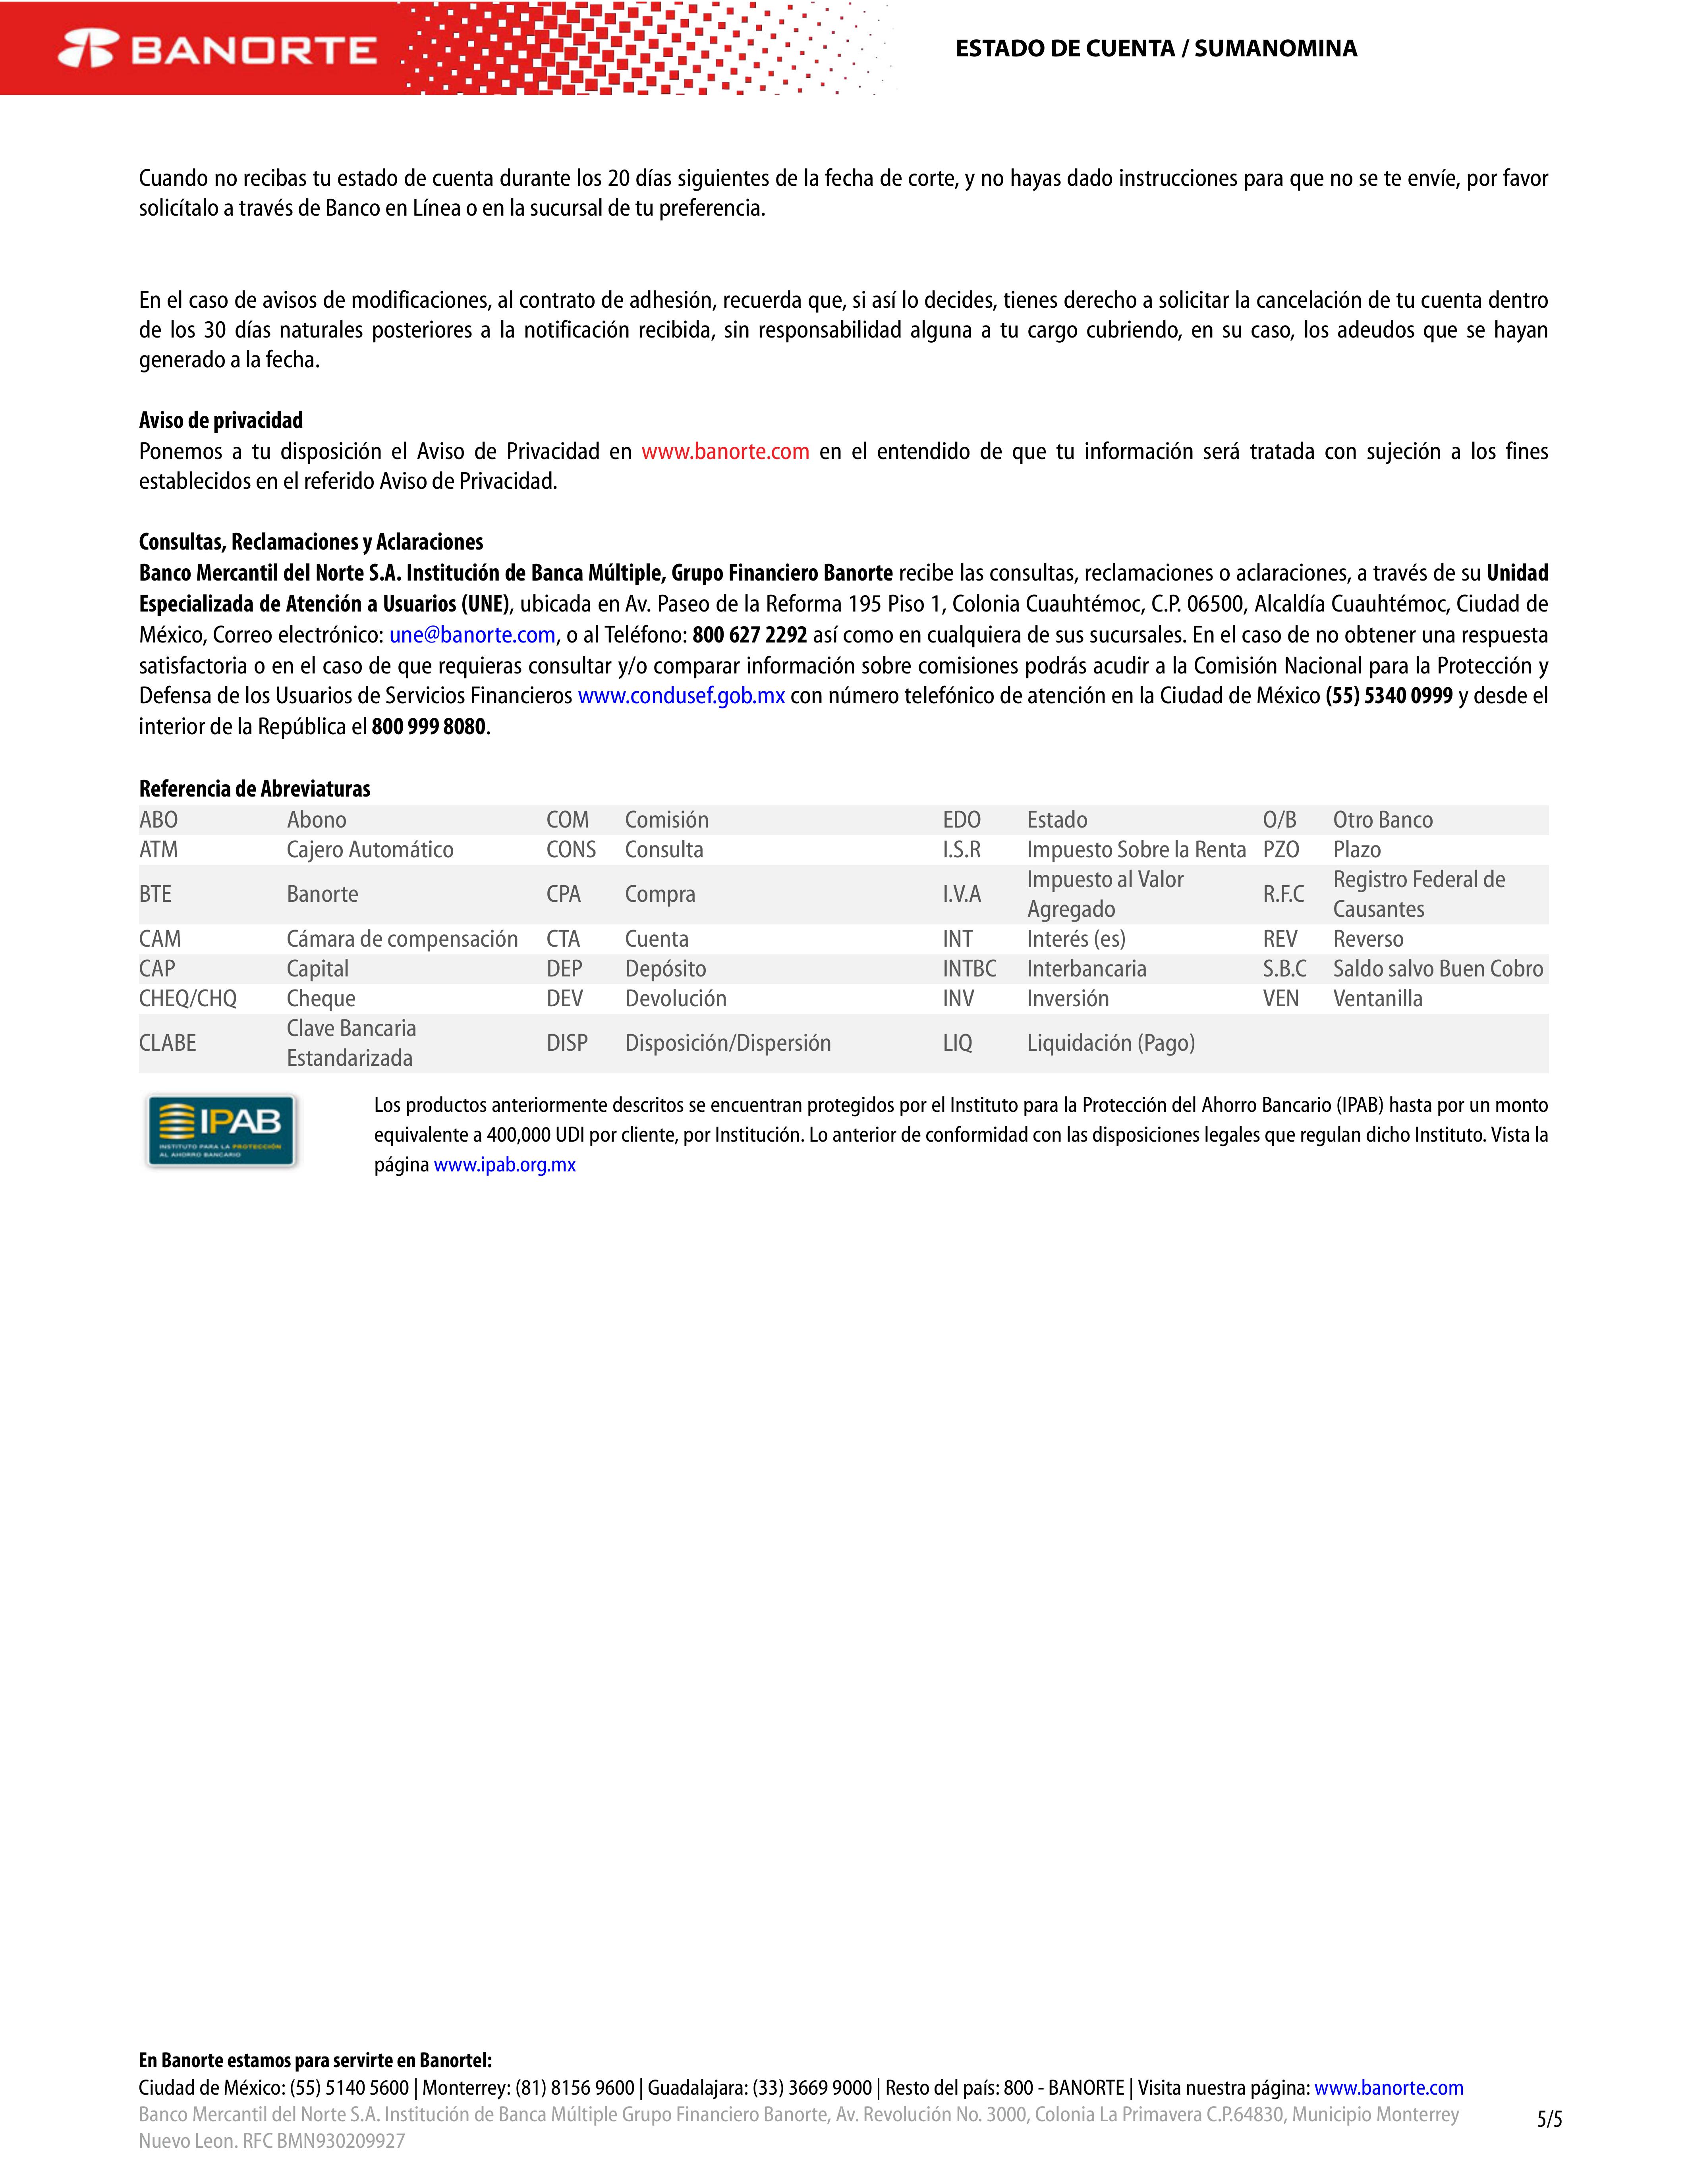 BANORTE
ESTADO DE CUENTA / SUMANOMINA
Cuando no recibas tu estado de cuenta durante los 20 días siguientes de la fecha de corte, y no hayas dado instrucciones para que no se te envíe, por favor
solicítalo a través de Banco en Línea o en la sucursal de tu preferencia.
En el caso de avisos de modificaciones, al contrato de adhesión, recuerda que, si así lo decides, tienes derecho a solicitar la cancelación de tu cuenta dentro
de los 30 días naturales posteriores a la notificación recibida, sin responsabilidad alguna a tu cargo cubriendo, en su caso, los adeudos que se hayan
generado a la fecha.
Aviso de privacidad
Ponemos a tu disposición el Aviso de Privacidad en www.banorte.com en el entendido de que tu información será tratada con sujeción a los fines
establecidos en el referido Aviso de Privacidad.
Consultas, Reclamaciones y Aclaraciones
Banco Mercantil del Norte S.A. Institución de Banca Múltiple, Grupo Financiero Banorte recibe las consultas, reclamaciones o aclaraciones, a través de su Unidad
Especializada de Atención a Usuarios (UNE), ubicada en Av. Paseo de la Reforma 195 Piso 1, Colonia Cuauhtémoc, C.P. 06500, Alcaldía Cuauhtémoc, Ciudad de
México, Correo electrónico: une@banorte.com, o al Teléfono: 800 627 2292 así como en cualquiera de sus sucursales. En el caso de no obtener una respuesta
satisfactoria o en el caso de que requieras consultar y/o comparar información sobre comisiones podrás acudir a la Comisión Nacional para la Protección y
Defensa de los Usuarios de Servicios Financieros www.condusef.gob.mx con número telefónico de atención en la Ciudad de México (55) 5340 0999 y desde el
interior de la República el 800 999 8080.
Referencia de Abreviaturas
ABO Abono COM Comisión EDO Estado O/B Otro Banco
ATM Cajero Automático CONS Consulta I.S.R Impuesto Sobre la Renta PZO Plazo
BTE Banorte CPA Compra I.V.A Impuesto al Valor Agregado R.F.C Registro Federal de Causantes
CAM Cámara de compensación CTA Cuenta INT Interés (es) REV Reverso
CAP Capital DEP Depósito INTBC Interbancaria S.B.C Saldo salvo Buen Cobro
CHEQ/CHQ Cheque DEV Devolución INV Inversión VEN Ventanilla
CLABE Clave Bancaria Estandarizada DISP Disposición/Dispersión LIQ Liquidación (Pago)
IPAB
INSTITUTO PARA LA PROTECCIÓN
AL AHORRO BANCARIO
Los productos anteriormente descritos se encuentran protegidos por el Instituto para la Protección del Ahorro Bancario (IPAB) hasta por un monto
equivalente a 400,000 UDI por cliente, por Institución. Lo anterior de conformidad con las disposiciones legales que regulan dicho Instituto. Vista la
página www.ipab.org.mx
En Banorte estamos para servirte en Banortel:
Ciudad de México: (55) 5140 5600 | Monterrey: (81) 8156 9600 | Guadalajara: (33) 3669 9000 | Resto del país: 800 - BANORTE | Visita nuestra página: www.banorte.com
Banco Mercantil del Norte S.A. Institución de Banca Múltiple Grupo Financiero Banorte, Av. Revolución No. 3000, Colonia La Primavera C.P.64830, Municipio Monterrey
Nuevo Leon. RFC BMN930209927
5/5